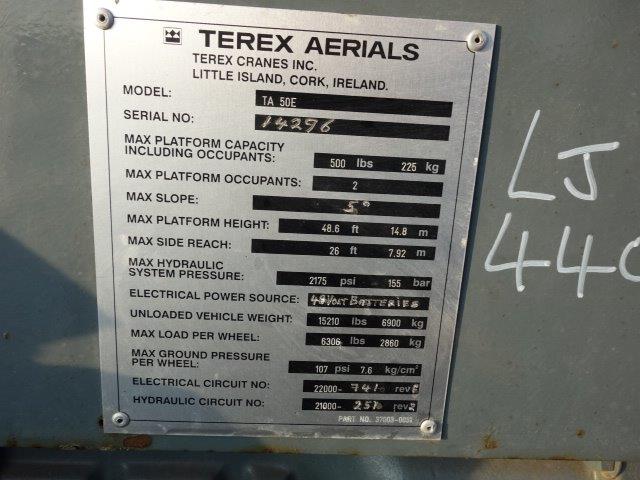 TEREX AERIALS
TEREX CRANES INC.
LITTLE ISLAND, CORK, IRELAND.
MODEL: TA 50E
SERIAL NO: 14296
MAX PLATFORM CAPACITY
INCLUDING OCCUPANTS: 500 lbs 225 kg
MAX PLATFORM OCCUPANTS: 2
MAX SLOPE: 5°
MAX PLATFORM HEIGHT: 48.6 ft 14.8 m
MAX SIDE REACH: 26 ft 7.92 m
MAX HYDRAULIC
SYSTEM PRESSURE: 2175 psi 155 bar
ELECTRICAL POWER SOURCE: 48 VOLT BATTERIES
UNLOADED VEHICLE WEIGHT: 15210 lbs 6900 kg
MAX LOAD PER WHEEL: 6306 lbs 2860 kg
MAX GROUND PRESSURE
PER WHEEL: 107 psi 7.6 kg/cm²
ELECTRICAL CIRCUIT NO: 22000- 741 rev
HYDRAULIC CIRCUIT NO: 21000- rev
PART NO.
LJ
440